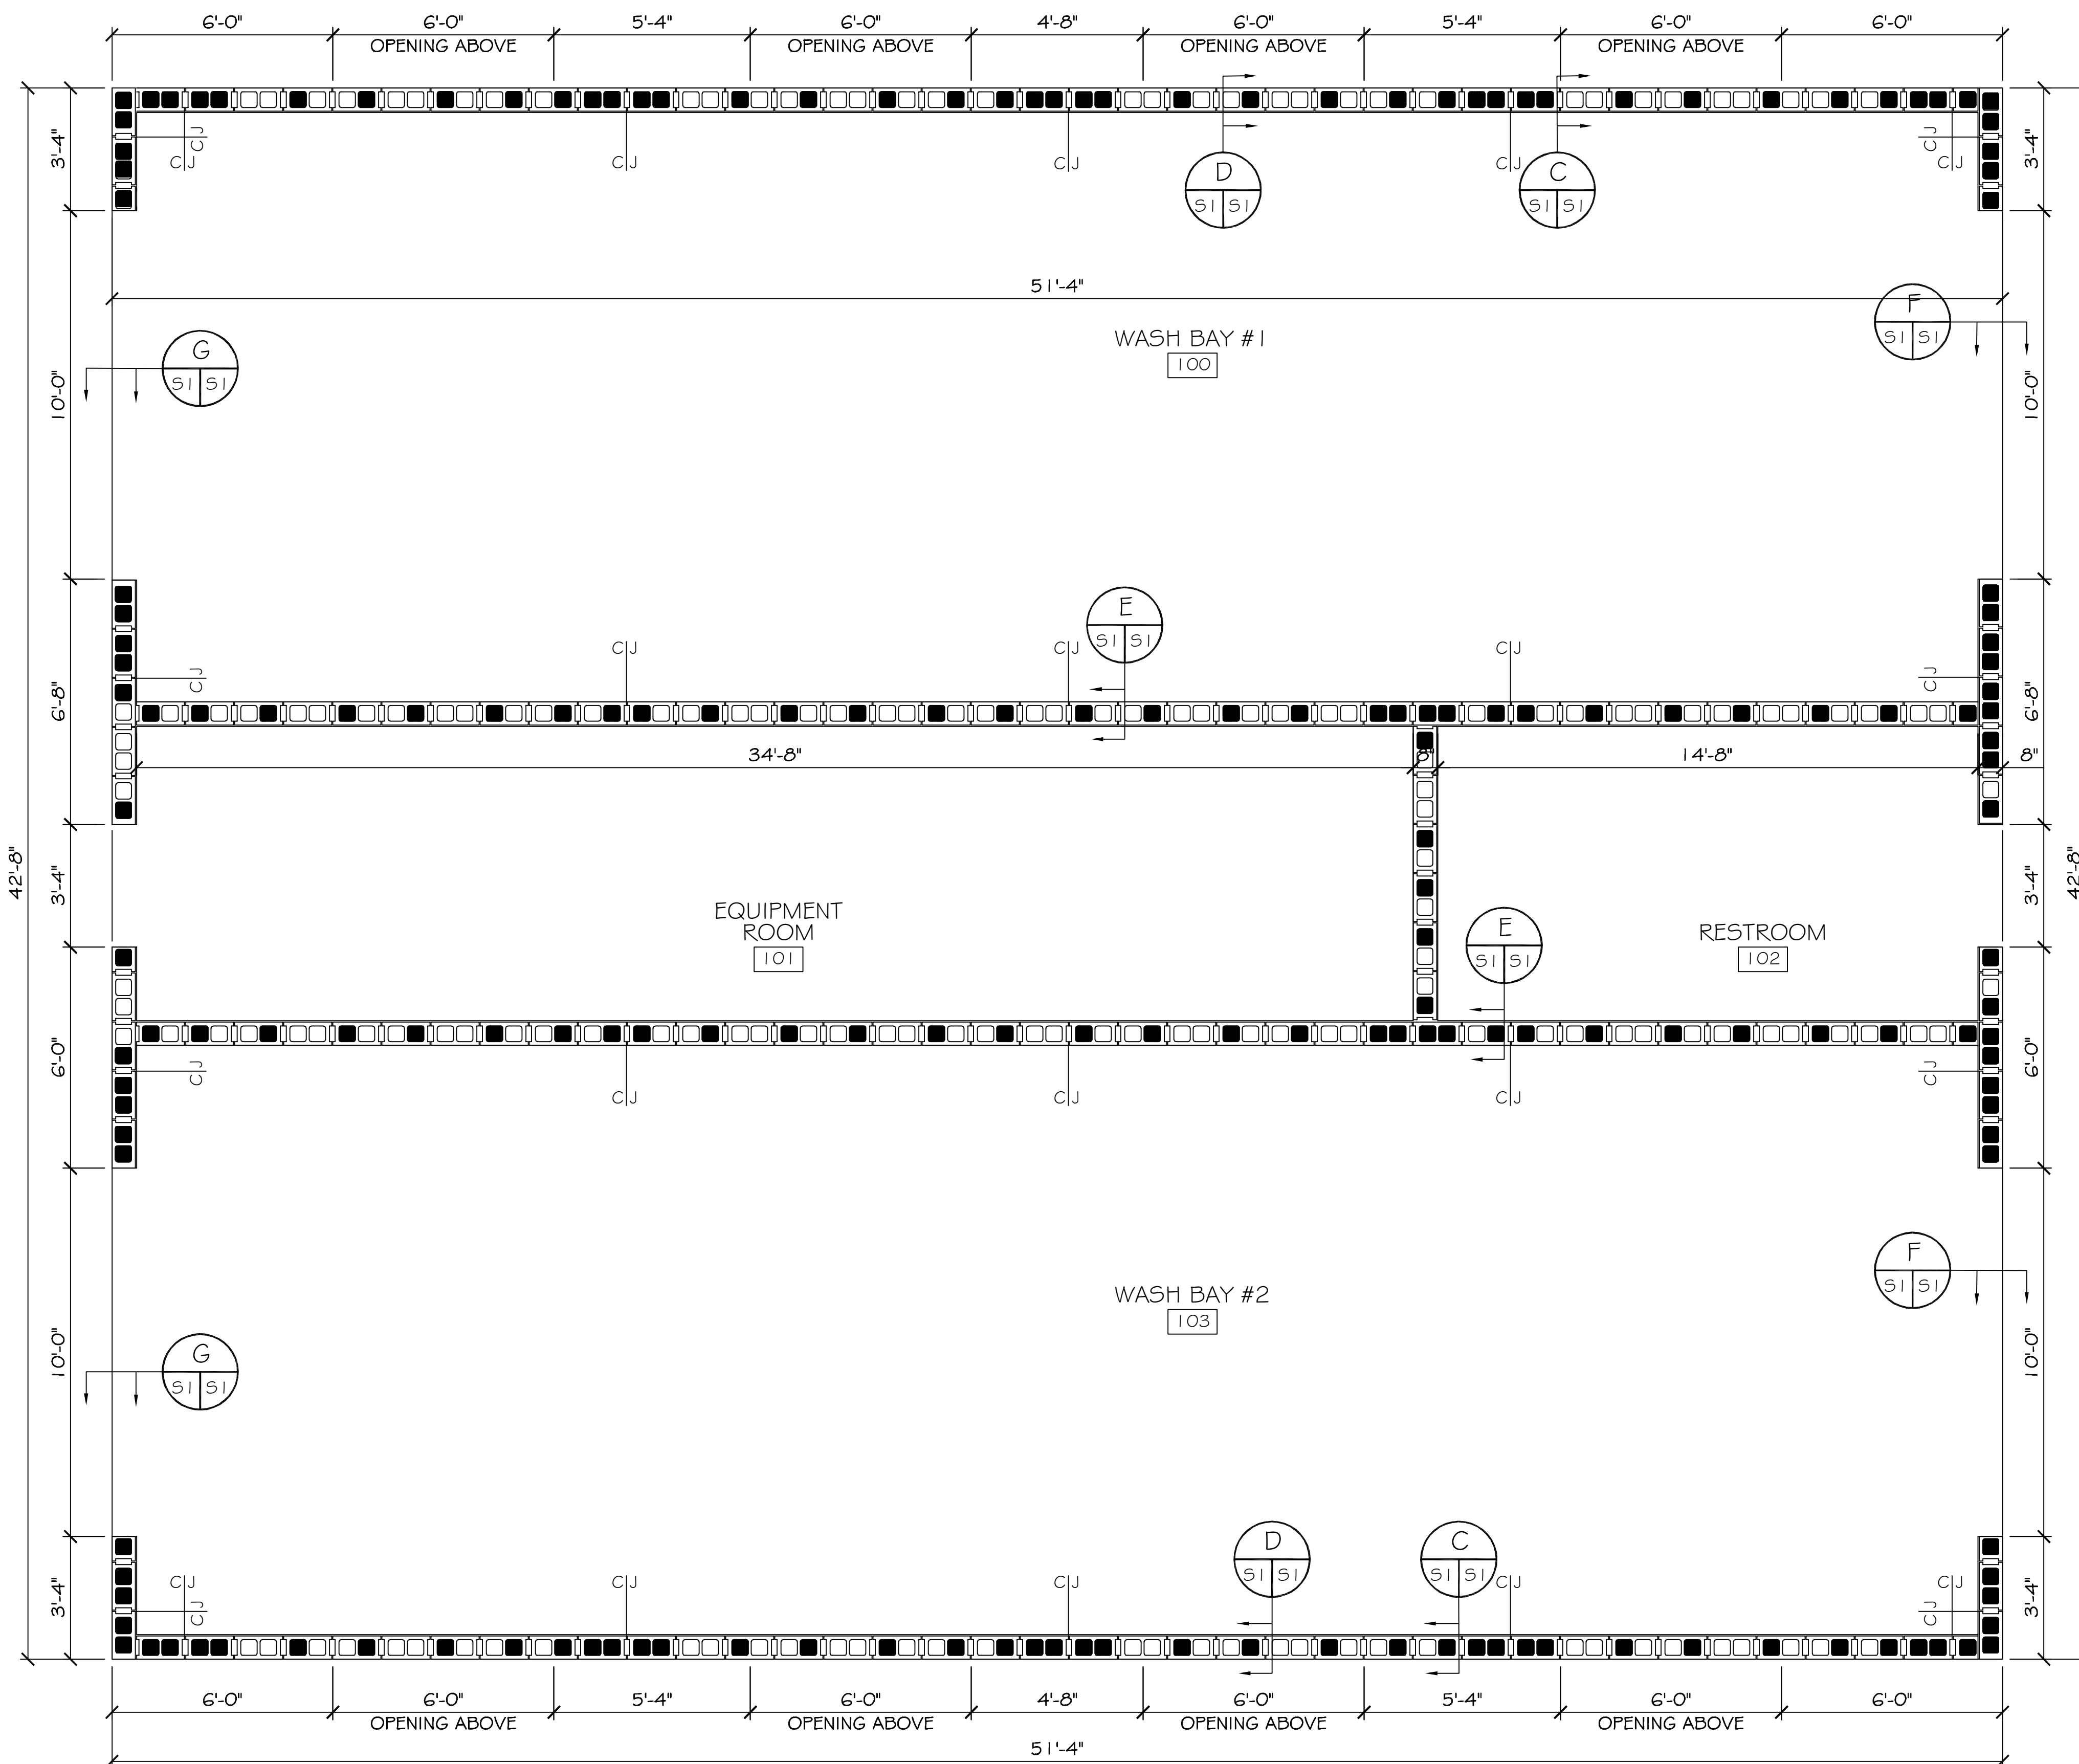 6'-0" 6'-0" 5'-4" 6'-0" 4'-8" 6'-0" 5'-4" 6'-0" 6'-0"
OPENING ABOVE OPENING ABOVE OPENING ABOVE OPENING ABOVE
3'-4" CJ CJ CJ CJ CJ CJ CJ 3'-4"
D C
S1 S1 S1 S1
51'-4"
F
S1 S1
WASH BAY #1
100
G
S1 S1
10'-0" 10'-0"
E
S1 S1
CJ CJ CJ
6'-8" CJ CJ 6'-8"
34'-8" 8" 14'-8" 8"
42'-8" 3'-4" 3'-4" 42'-8"
EQUIPMENT
ROOM
101
E
S1 S1
RESTROOM
102
6'-0" CJ CJ 6'-0"
CJ CJ CJ
F
S1 S1
WASH BAY #2
103
G
S1 S1
10'-0" 10'-0"
D C
S1 S1 S1 S1
CJ CJ CJ CJ CJ
3'-4" CJ CJ 3'-4"
6'-0" 6'-0" 5'-4" 6'-0" 4'-8" 6'-0" 5'-4" 6'-0" 6'-0"
OPENING ABOVE OPENING ABOVE OPENING ABOVE OPENING ABOVE
51'-4"